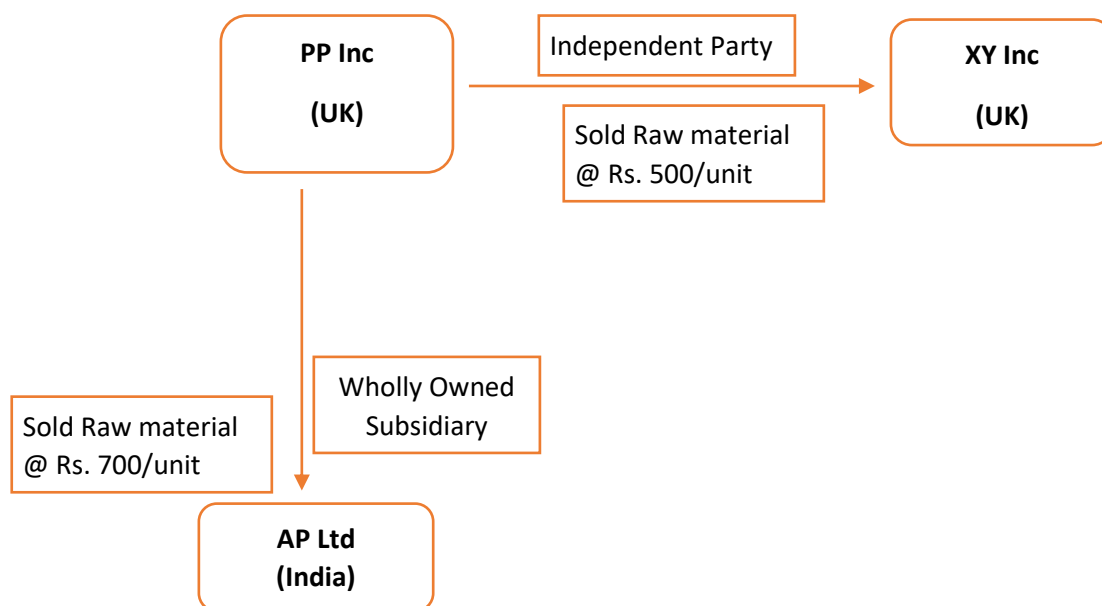 PP Inc
(UK)
Independent Party
XY Inc
(UK)
Sold Raw material
@ Rs. 500/unit
Wholly Owned
Subsidiary
Sold Raw material
@ Rs. 700/unit
AP Ltd
(India)